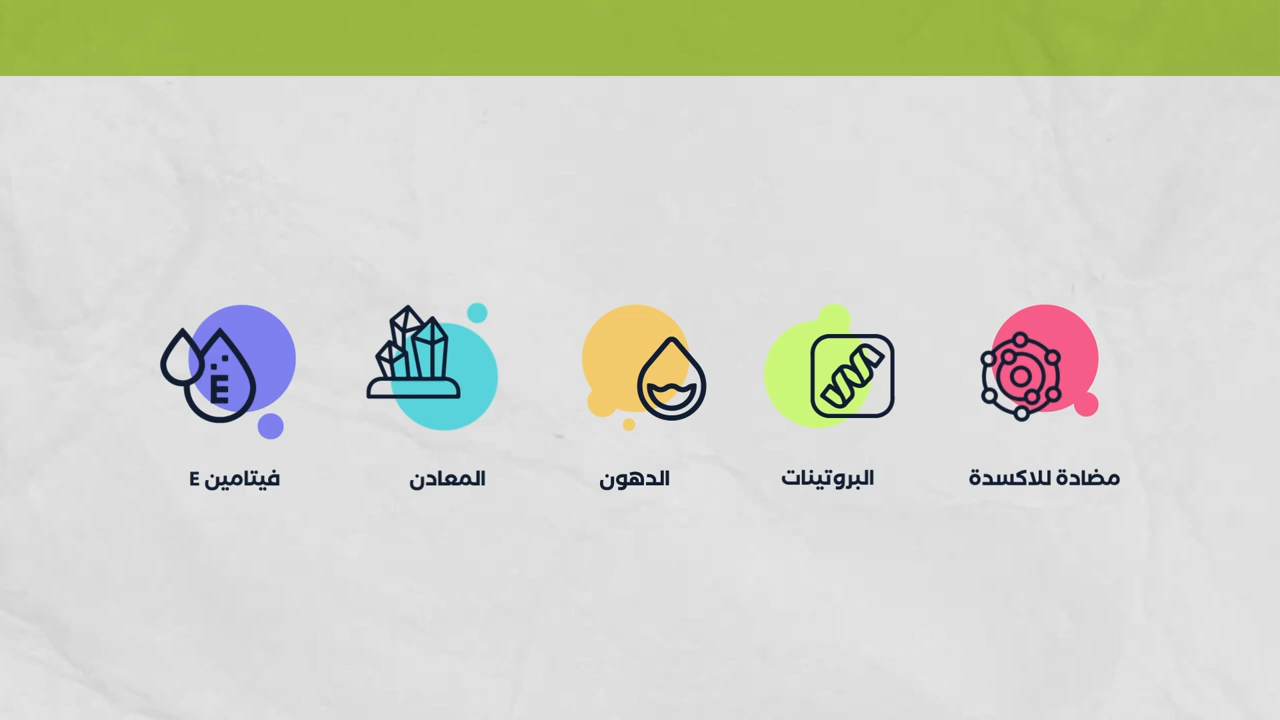 مضادة للاكسدة
البروتينات
الدهون
المعادن
فيتامين E
E